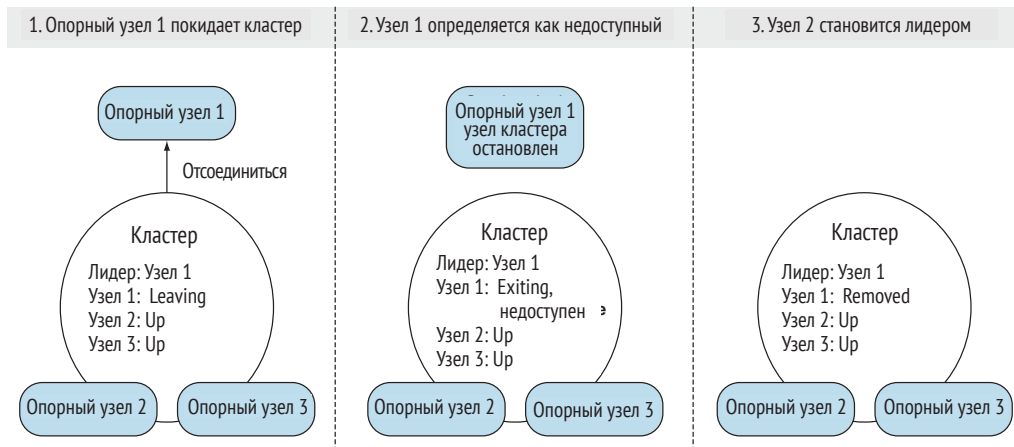 1. Опорный узел 1 покидает кластер
Опорный узел 1
Отсоединиться
Кластер
Лидер: Узел 1
Узел 1: Leaving
Узел 2: Up
Узел 3: Up
Опорный узел 2
Опорный узел 3
2. Узел 1 определяется как недоступный
Опорный узел 1
узел кластера
остановлен
Кластер
Лидер: Узел 1
Узел 1: Exiting,
недоступен
Узел 2: Up
Узел 3: Up
Опорный узел 2
Опорный узел 3
3. Узел 2 становится лидером
Кластер
Лидер: Узел 1
Узел 1: Removed
Узел 2: Up
Узел 3: Up
Опорный узел 2
Опорный узел 3